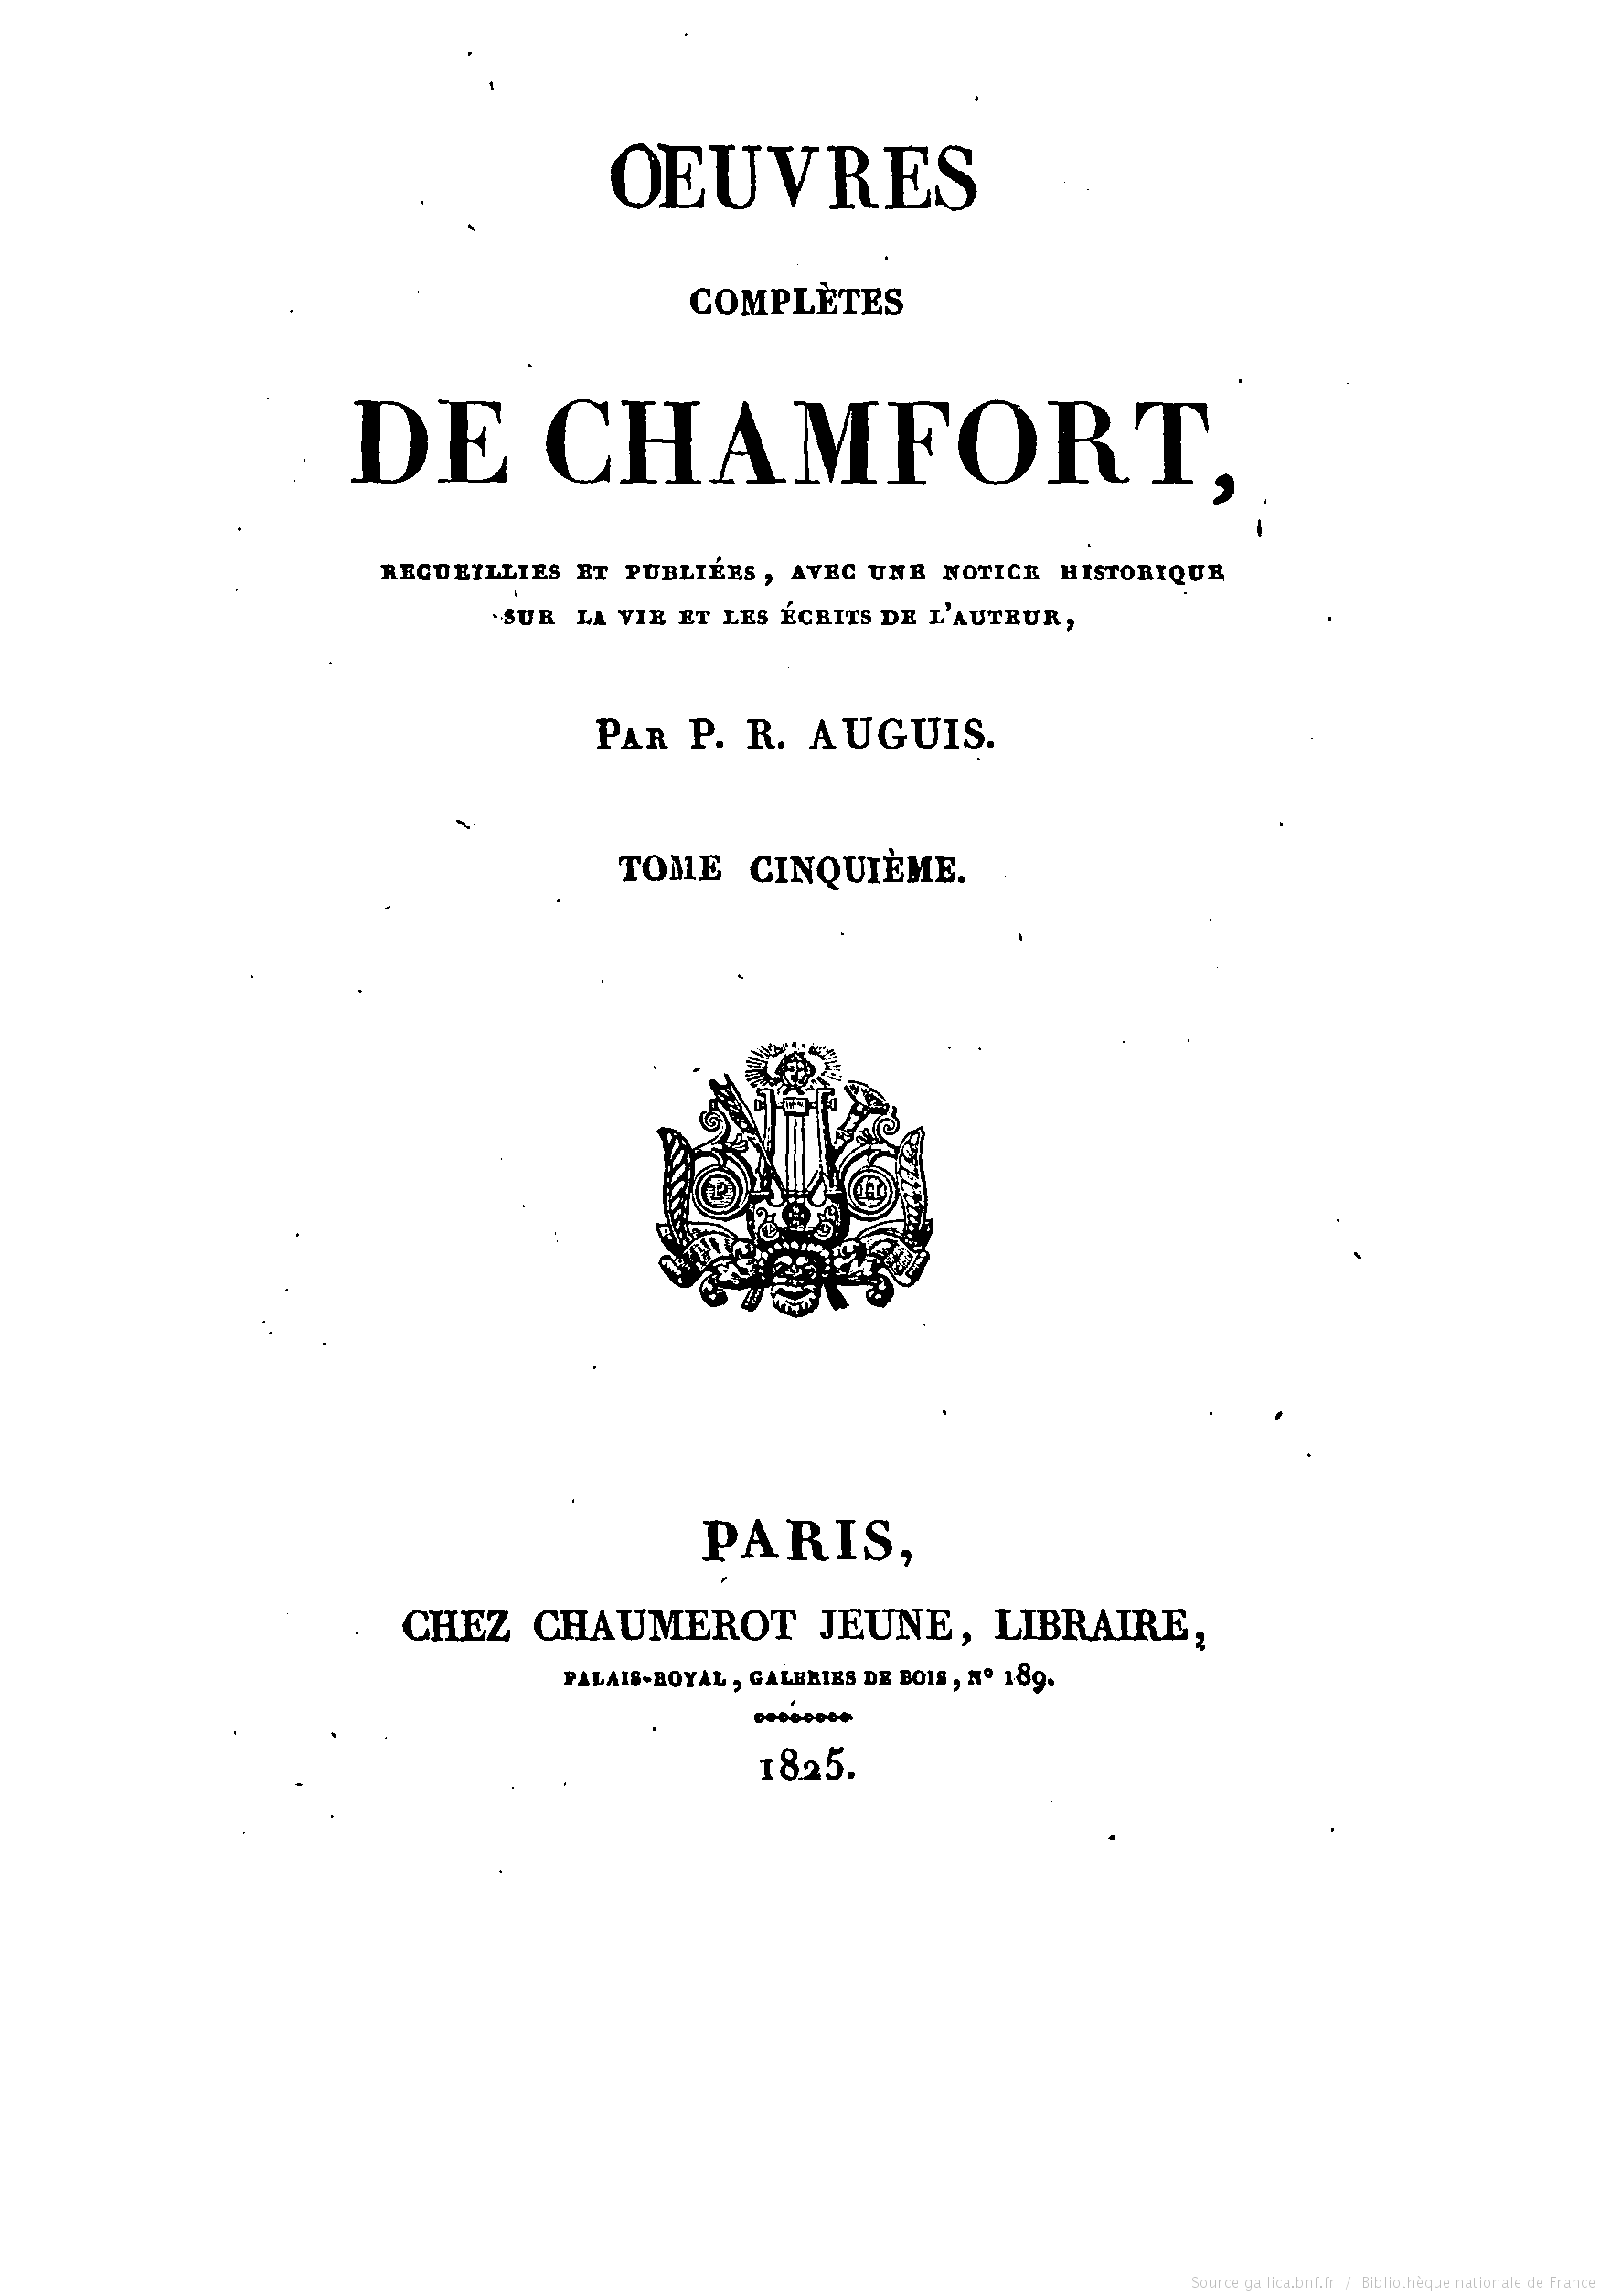 OEUVRES
COMPLÈTES
DE CHAMFORT,
RECUEILLIES ET PUBLIÉES, AVEC UNE NOTICE HISTORIQUE
SUR LA VIE ET LES ÉCRITS DE L'AUTEUR,
PAR P. R. AUGUIS.
TOME CINQUIÈME.
P H
PARIS,
CHEZ CHAUMEROT JEUNE, LIBRAIRE,
PALAIS-ROYAL, GALERIES DE BOIS, N° 189.
1825.
Source gallica.bnf.fr / Bibliothèque nationale de France